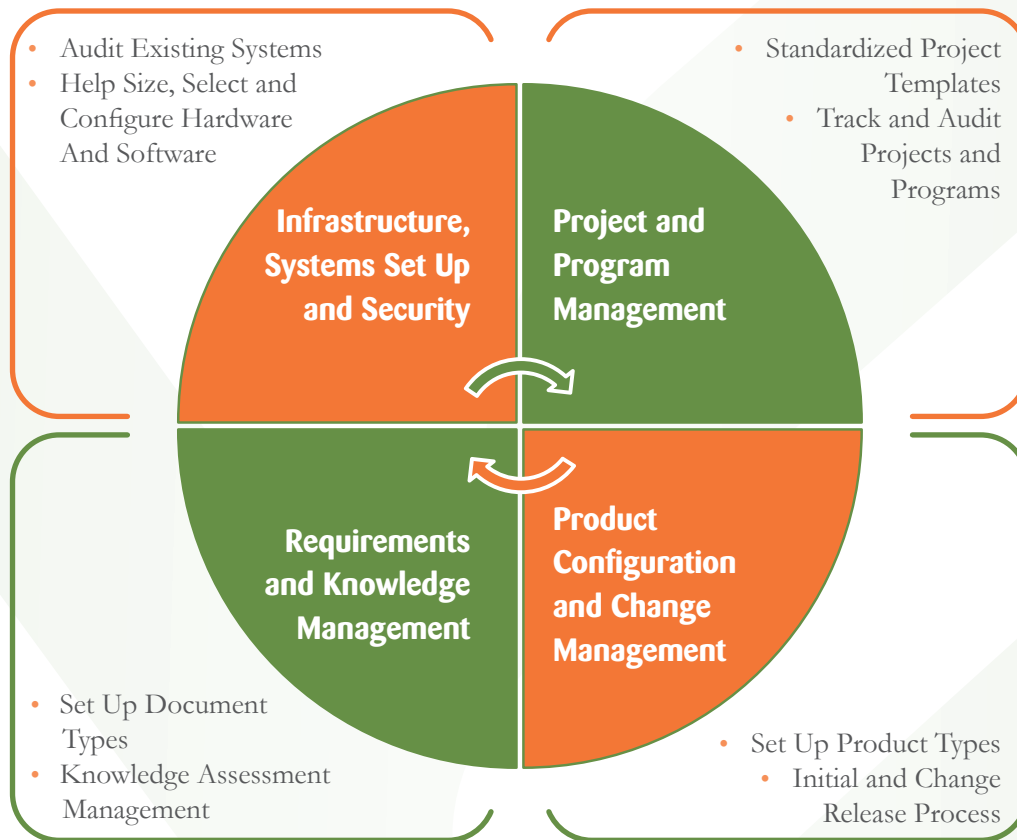 • Audit Existing Systems
• Help Size, Select and
Configure Hardware
And Software
• Standardized Project
Templates
• Track and Audit
Projects and
Programs
Infrastructure,
Systems Set Up
and Security
Project and
Program
Management
Requirements
and Knowledge
Management
Product
Configuration
and Change
Management
• Set Up Document
Types
• Knowledge Assessment
Management
• Set Up Product Types
• Initial and Change
Release Process